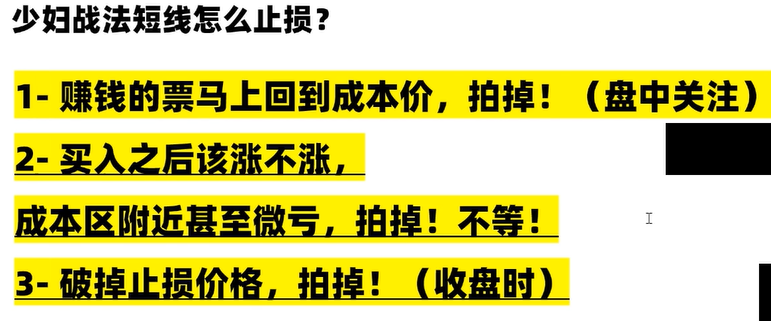 少妇战法短线怎么止损？
1- 赚钱的票马上回到成本价，拍掉！（盘中关注）
2- 买入之后该涨不涨，
成本区附近甚至微亏，拍掉！不等！
3- 破掉止损价格，拍掉！（收盘时）